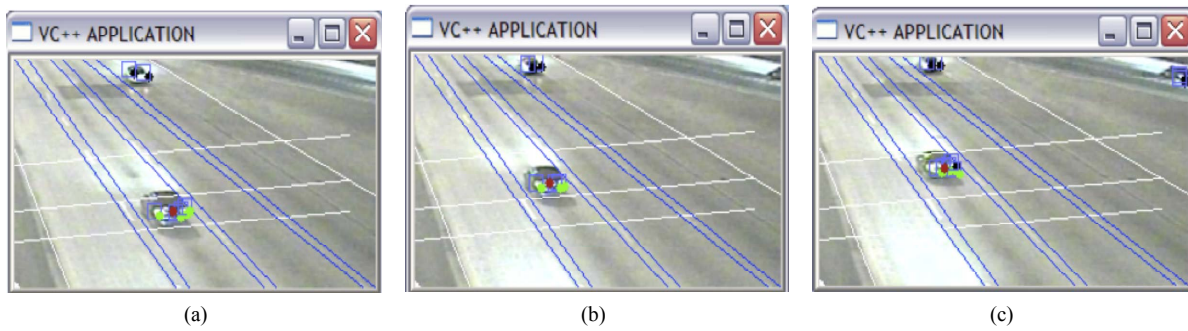 VC++ APPLICATION
VC++ APPLICATION
VC++ APPLICATION
(a)
(b)
(c)